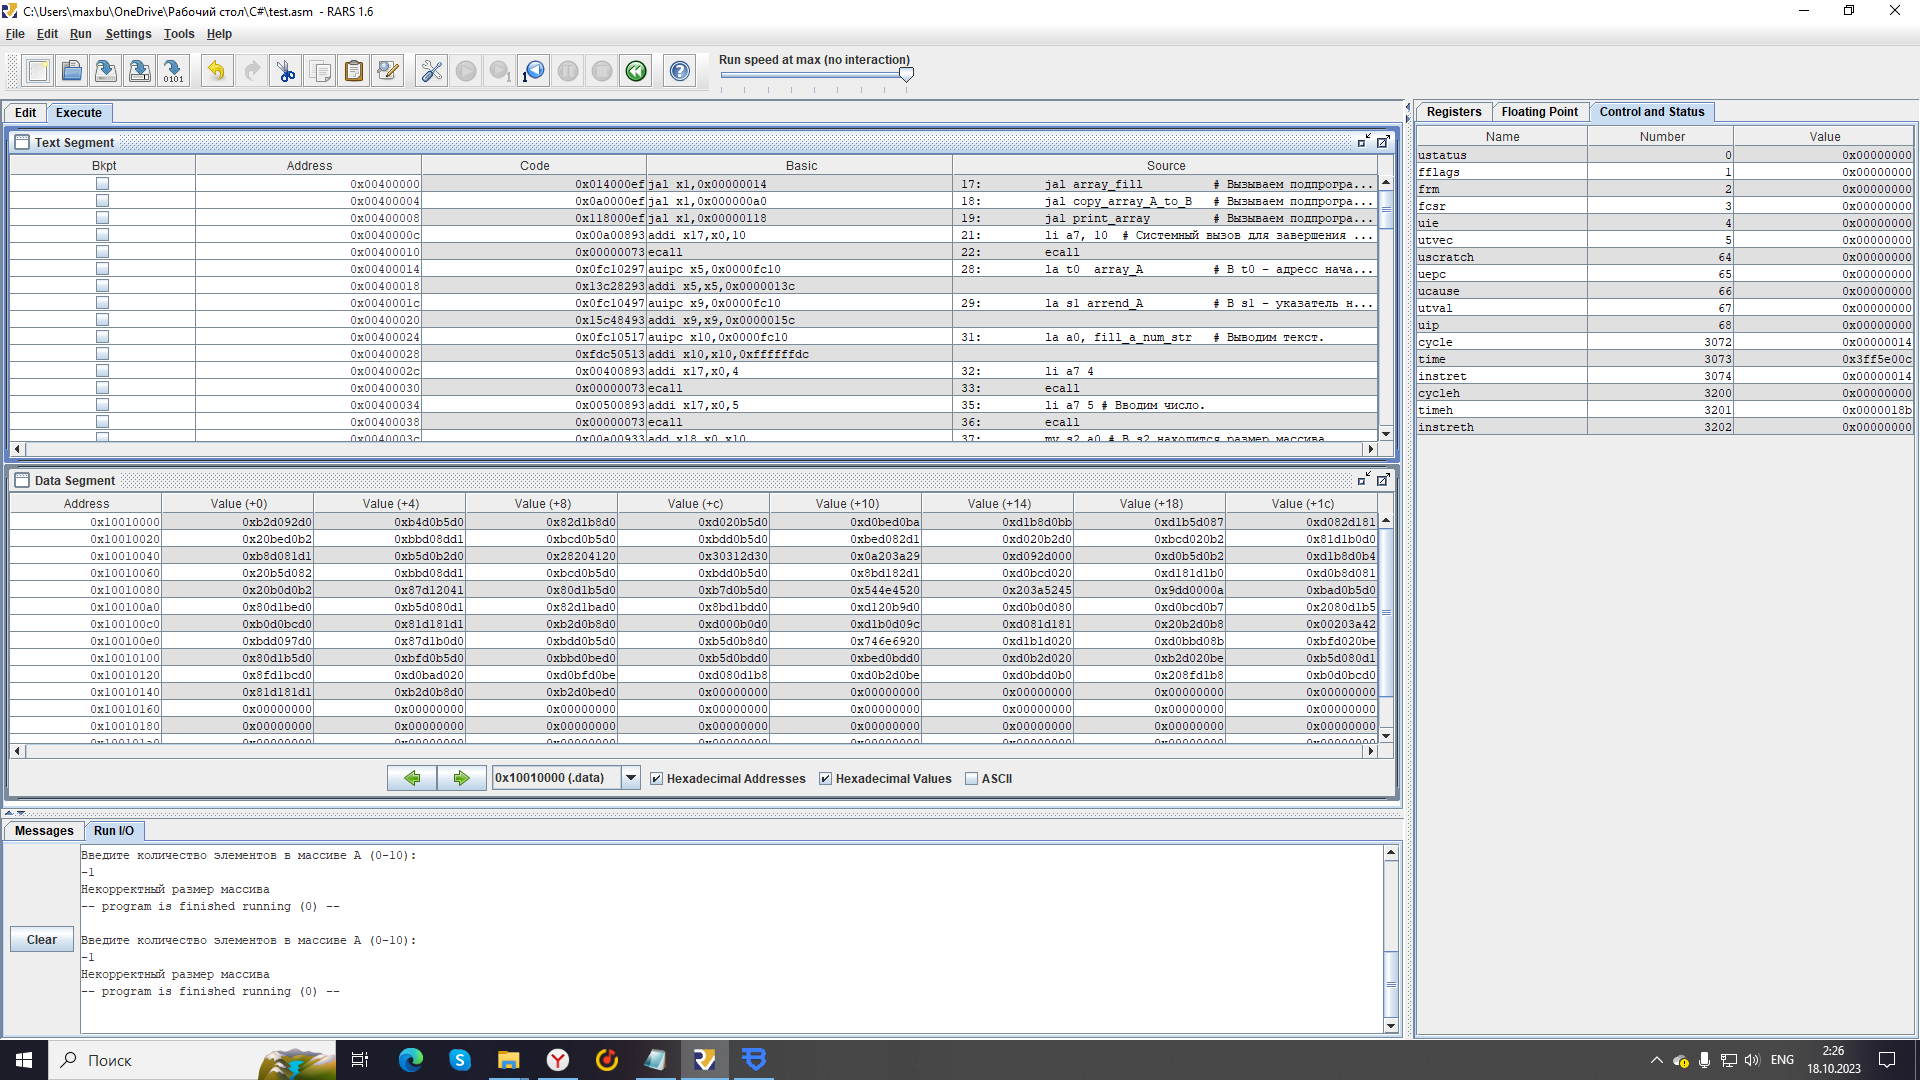 C:\Users\maxbu\OneDrive\Рабочий стол\C#\test.asm - RARS 1.6
File Edit Run Settings Tools Help
Run speed at max (no interaction)
Edit Execute
Text Segment
Bkpt Address Code Basic Source
0x00400000 0x014000ef jal x1,0x00000014 17: jal array_fill # Вызываем подпрогра...
0x00400004 0x0a0000ef jal x1,0x000000a0 18: jal copy_array_A_to_B # Вызываем подпрогра...
0x00400008 0x118000ef jal x1,0x00000118 19: jal print_array # Вызываем подпрогра...
0x0040000c 0x00a00893 addi x17,x0,10 21: li a7, 10 # Системный вызов для завершения ...
0x00400010 0x00000073 ecall 22: ecall
0x00400014 0x0fc10297 auipc x5,0x0000fc10 28: la t0 array_A # В t0 - адресс нача...
0x00400018 0x13c28293 addi x5,x5,0x0000013c
0x0040001c 0x0fc10497 auipc x9,0x0000fc10 29: la s1 arrend_A # В s1 - указатель н...
0x00400020 0x15c48493 addi x9,x9,0x0000015c
0x00400024 0x0fc10517 auipc x10,0x0000fc10 31: la a0, fill_a_num_str # Выводим текст.
0x00400028 0xfdc50513 addi x10,x10,0xffffffdc
0x0040002c 0x00400893 addi x17,x0,4 32: li a7 4
0x00400030 0x00000073 ecall 33: ecall
0x00400034 0x00500893 addi x17,x0,5 35: li a7 5 # Вводим число.
0x00400038 0x00000073 ecall 36: ecall
0x0040003c 0x00a00933 add x18,x0,x10 37: mv s2 a0 # В s2 находится размер массива
Data Segment
Address Value (+0) Value (+4) Value (+8) Value (+c) Value (+10) Value (+14) Value (+18) Value (+1c)
0x10010000 0xb2d092d0 0xb4d0b5d0 0x82d1b8d0 0xd020b5d0 0xd0bed0ba 0xd1b8d0bb 0xd1b5d087 0xd082d181
0x10010020 0x20bed0b2 0xbbd08dd1 0xbcd0b5d0 0xbdd0b5d0 0xbed082d1 0xd020b2d0 0xbcd020b2 0x81d1b0d0
0x10010040 0xb8d081d1 0xb5d0b2d0 0x28204120 0x30312d30 0x0a203a29 0xd092d000 0xd0b5d0b2 0xd1b8d0b4
0x10010060 0x20b5d082 0xbbd08dd1 0xbcd0b5d0 0xbdd0b5d0 0x8bd182d1 0xd0bcd020 0xd181d1b0 0xd0b8d081
0x10010080 0x20b0d0b2 0x87d12041 0x80d1b5d0 0xb7d0b5d0 0x544e4520 0x203a5245 0x9dd0000a 0xbad0b5d0
0x100100a0 0x80d1bed0 0xb5d080d1 0x82d1bad0 0x8bd1bdd0 0xd120b9d0 0xd0b0d080 0xd0bcd0b7 0x2080d1b5
0x100100c0 0xb0d0bcd0 0x81d181d1 0xb2d0b8d0 0xd000b0d0 0xd1b0d09c 0xd081d181 0x20b2d0b8 0x00203a42
0x100100e0 0xbdd097d0 0x87d1b0d0 0xbdd0b5d0 0xb5d0b8d0 0x746e6920 0xd1b1d020 0xd0bbd08b 0xbfd020be
0x10010100 0x80d1b5d0 0xbfd0b5d0 0xbbd0bed0 0xb5d0bdd0 0xbed0bdd0 0xd0b2d020 0xb2d020be 0xb5d080d1
0x10010120 0x8fd1bcd0 0xd0bad020 0xd0bfd0be 0xd080d1b8 0xd0b2d0be 0xd0bdd0b0 0x208fd1b8 0xb0d0bcd0
0x10010140 0x81d181d1 0xb2d0b8d0 0xb2d0bed0 0x00000000 0x00000000 0x00000000 0x00000000 0x00000000
0x10010160 0x00000000 0x00000000 0x00000000 0x00000000 0x00000000 0x00000000 0x00000000 0x00000000
0x10010180 0x00000000 0x00000000 0x00000000 0x00000000 0x00000000 0x00000000 0x00000000 0x00000000
0x100101a0 0x00000000 0x00000000 0x00000000 0x00000000 0x00000000 0x00000000 0x00000000 0x00000000
0x10010000 (.data) Hexadecimal Addresses Hexadecimal Values ASCII
Messages Run I/O
Введите количество элементов в массиве A (0-10):
-1
Некорректный размер массива
-- program is finished running (0) --
Введите количество элементов в массиве A (0-10):
-1
Некорректный размер массива
-- program is finished running (0) --
Clear
Registers Floating Point Control and Status
Name Number Value
ustatus 0 0x00000000
fflags 1 0x00000000
frm 2 0x00000000
fcsr 3 0x00000000
uie 4 0x00000000
utvec 5 0x00000000
uscratch 64 0x00000000
uepc 65 0x00000000
ucause 66 0x00000000
utval 67 0x00000000
uip 68 0x00000000
cycle 3072 0x00000014
time 3073 0x3ff5e00c
instret 3074 0x00000014
cycleh 3200 0x00000000
timeh 3201 0x0000018b
instreth 3202 0x00000000
Поиск
ENG
2:26
18.10.2023